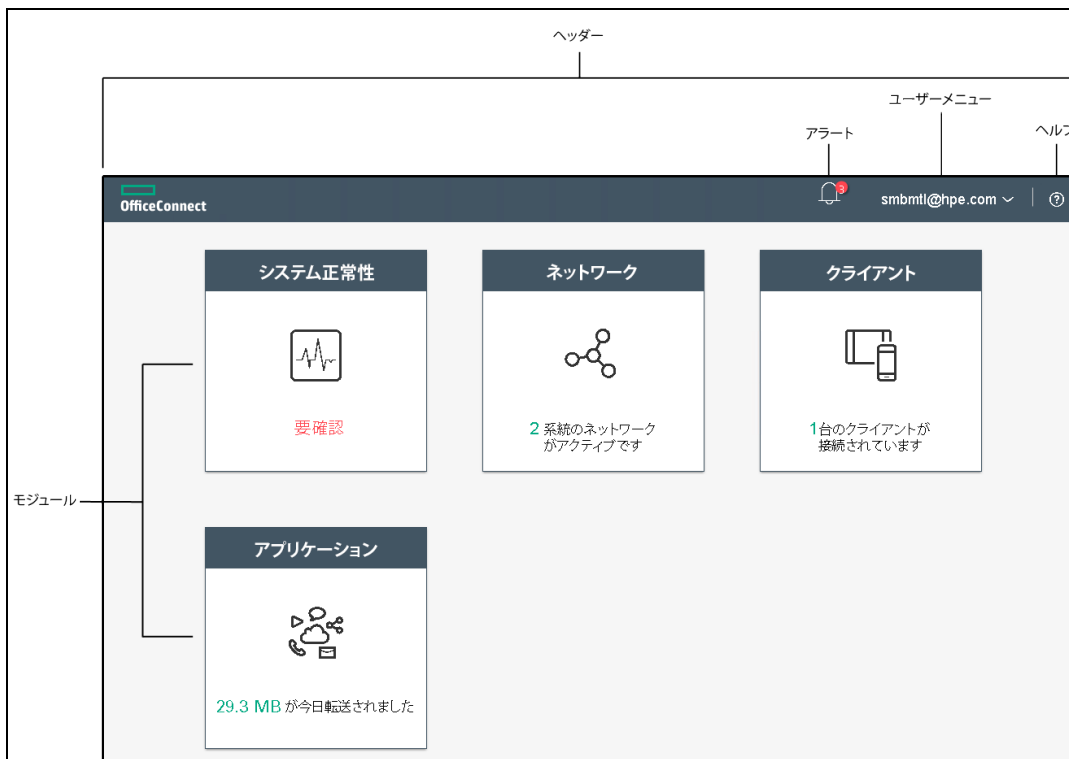 ヘッダー
ユーザーメニュー
アラート
OfficeConnect
3
smbmtl@hpe.com
?
システム正常性
ネットワーク
クライアント
要確認
2 系統のネットワーク
がアクティブです
1台のクライアントが
接続されています
モジュール
アプリケーション
29.3 MB が今日転送されました